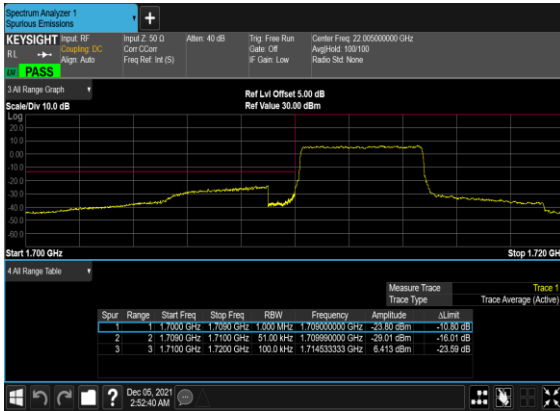 Spectrum Analyzer 1
Spurious Emissions
+
KEYSIGHT Input: RF Input Z: 50 Ω Atten: 40 dB Trig: Free Run Center Freq: 22.005000000 GHz
RL Coupling: DC Corr CCorr Gate: Off Avg|Hold: 100/100
Align: Auto Freq Ref: Int (S) IF Gain: Low Radio Std: None
PASS
3 All Range Graph
Ref Lvl Offset 5.00 dB
Scale/Div 10.0 dB Ref Value 30.00 dBm
Log
20.0
10.0
0.00
-10.0
-20.0
-30.0
-40.0
-50.0
-60.0
Start 1.700 GHz Stop 1.720 GH
4 All Range Table
Measure Trace Trace 1
Trace Type Trace Average (Active)
Spur Range Start Freq Stop Freq RBW Frequency Amplitude ΔLimit
1 1 1.7000 GHz 1.7090 GHz 1.000 MHz 1.709000000 GHz -23.80 dBm -10.80 dB
2 2 1.7090 GHz 1.7100 GHz 51.00 kHz 1.709990000 GHz -29.01 dBm -16.01 dB
3 3 1.7100 GHz 1.7200 GHz 100.0 kHz 1.714533333 GHz 6.413 dBm -23.59 dB
? Dec 05, 2021
2:52:40 AM